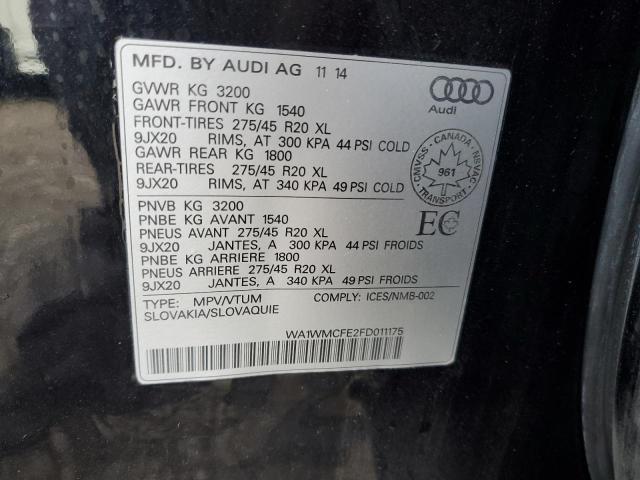 MFD. BY AUDI AG 11 14
Audi
GVWR KG 3200
GAWR FRONT KG 1540
FRONT-TIRES 275/45 R20 XL
9JX20 RIMS, AT 300 KPA 44 PSI COLD
GAWR REAR KG 1800
REAR-TIRES 275/45 R20 XL
9JX20 RIMS, AT 340 KPA 49 PSI COLD
CMVSS · CANADA · NSVAC
961
TRANSPORT
PNVB KG 3200
PNBE KG AVANT 1540
PNEUS AVANT 275/45 R20 XL
9JX20 JANTES, A 300 KPA 44 PSI FROIDS
PNBE KG ARRIERE 1800
PNEUS ARRIERE 275/45 R20 XL
9JX20 JANTES, A 340 KPA 49 PSI FROIDS
EC
TYPE: MPV/VTUM COMPLY: ICES/NMB-002
SLOVAKIA/SLOVAQUIE
WA1WMCFE2FD011175